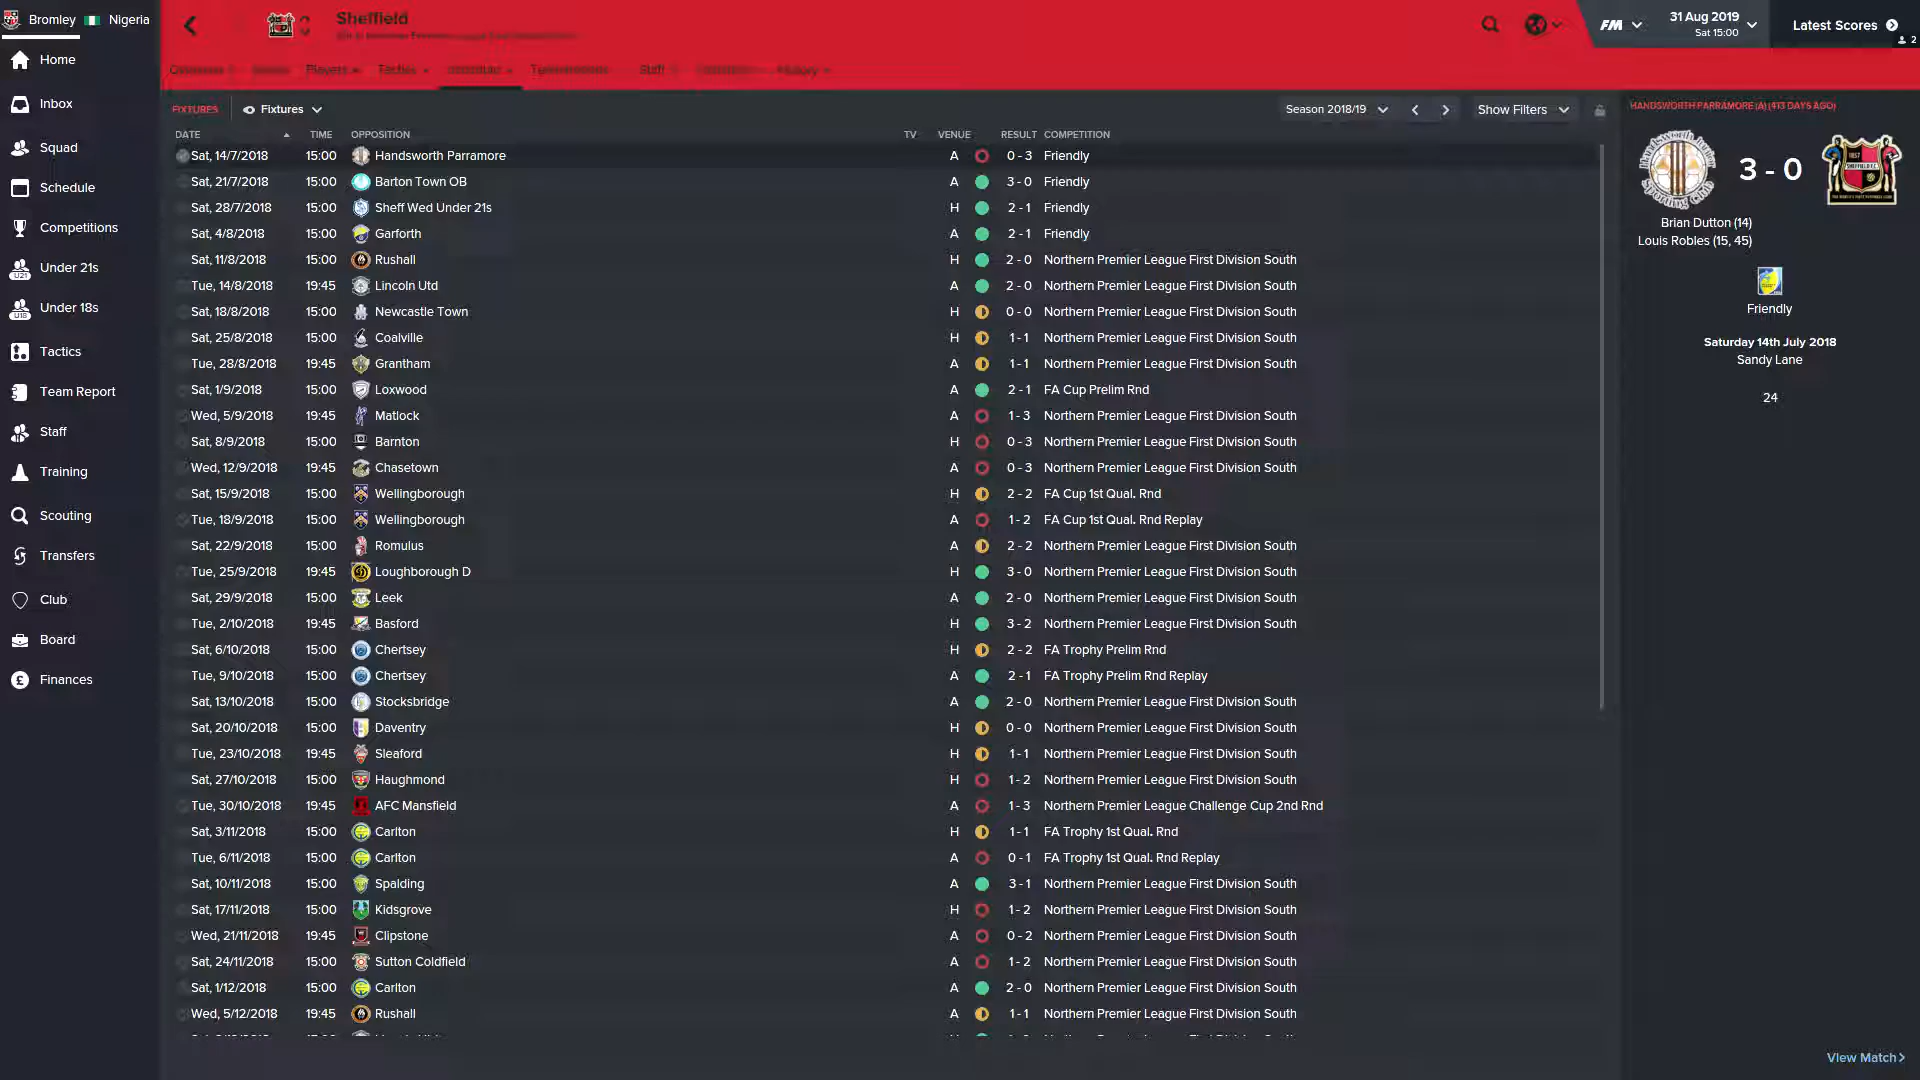 Bromley Nigeria
Sheffield
FM
31 Aug 2019
Sat 15:00
Latest Scores
2
Home
Inbox
Squad
Schedule
Competitions
Under 21s
Under 18s
Tactics
Team Report
Staff
Training
Scouting
Transfers
Club
Board
Finances
Players Tactics Staff History
FIXTURES Fixtures Season 2018/19 Show Filters
DATE TIME OPPOSITION TV VENUE RESULT COMPETITION
Sat, 14/7/2018 15:00 Handsworth Parramore A 0 - 3 Friendly
Sat, 21/7/2018 15:00 Barton Town OB A 3 - 0 Friendly
Sat, 28/7/2018 15:00 Sheff Wed Under 21s H 2 - 1 Friendly
Sat, 4/8/2018 15:00 Garforth A 2 - 1 Friendly
Sat, 11/8/2018 15:00 Rushall H 2 - 0 Northern Premier League First Division South
Tue, 14/8/2018 19:45 Lincoln Utd A 2 - 0 Northern Premier League First Division South
Sat, 18/8/2018 15:00 Newcastle Town H 0 - 0 Northern Premier League First Division South
Sat, 25/8/2018 15:00 Coalville H 1 - 1 Northern Premier League First Division South
Tue, 28/8/2018 19:45 Grantham A 1 - 1 Northern Premier League First Division South
Sat, 1/9/2018 15:00 Loxwood A 2 - 1 FA Cup Prelim Rnd
Wed, 5/9/2018 19:45 Matlock A 1 - 3 Northern Premier League First Division South
Sat, 8/9/2018 15:00 Barnton H 0 - 3 Northern Premier League First Division South
Wed, 12/9/2018 19:45 Chasetown A 0 - 3 Northern Premier League First Division South
Sat, 15/9/2018 15:00 Wellingborough H 2 - 2 FA Cup 1st Qual. Rnd
Tue, 18/9/2018 15:00 Wellingborough A 1 - 2 FA Cup 1st Qual. Rnd Replay
Sat, 22/9/2018 15:00 Romulus A 2 - 2 Northern Premier League First Division South
Tue, 25/9/2018 19:45 Loughborough D H 3 - 0 Northern Premier League First Division South
Sat, 29/9/2018 15:00 Leek A 2 - 0 Northern Premier League First Division South
Tue, 2/10/2018 19:45 Basford H 3 - 2 Northern Premier League First Division South
Sat, 6/10/2018 15:00 Chertsey H 2 - 2 FA Trophy Prelim Rnd
Tue, 9/10/2018 15:00 Chertsey A 2 - 1 FA Trophy Prelim Rnd Replay
Sat, 13/10/2018 15:00 Stocksbridge A 2 - 0 Northern Premier League First Division South
Sat, 20/10/2018 15:00 Daventry H 0 - 0 Northern Premier League First Division South
Tue, 23/10/2018 19:45 Sleaford H 1 - 1 Northern Premier League First Division South
Sat, 27/10/2018 15:00 Haughmond H 1 - 2 Northern Premier League First Division South
Tue, 30/10/2018 19:45 AFC Mansfield A 1 - 3 Northern Premier League Challenge Cup 2nd Rnd
Sat, 3/11/2018 15:00 Carlton H 1 - 1 FA Trophy 1st Qual. Rnd
Tue, 6/11/2018 15:00 Carlton A 0 - 1 FA Trophy 1st Qual. Rnd Replay
Sat, 10/11/2018 15:00 Spalding A 3 - 1 Northern Premier League First Division South
Sat, 17/11/2018 15:00 Kidsgrove H 1 - 2 Northern Premier League First Division South
Wed, 21/11/2018 19:45 Clipstone A 0 - 2 Northern Premier League First Division South
Sat, 24/11/2018 15:00 Sutton Coldfield A 1 - 2 Northern Premier League First Division South
Sat, 1/12/2018 15:00 Carlton A 2 - 0 Northern Premier League First Division South
Wed, 5/12/2018 19:45 Rushall A 1 - 1 Northern Premier League First Division South
HANDSWORTH PARRAMORE (A) (413 DAYS AGO)
3 - 0
Brian Dutton (14)
Louis Robles (15, 45)
Friendly
Saturday 14th July 2018
Sandy Lane
24
View Match